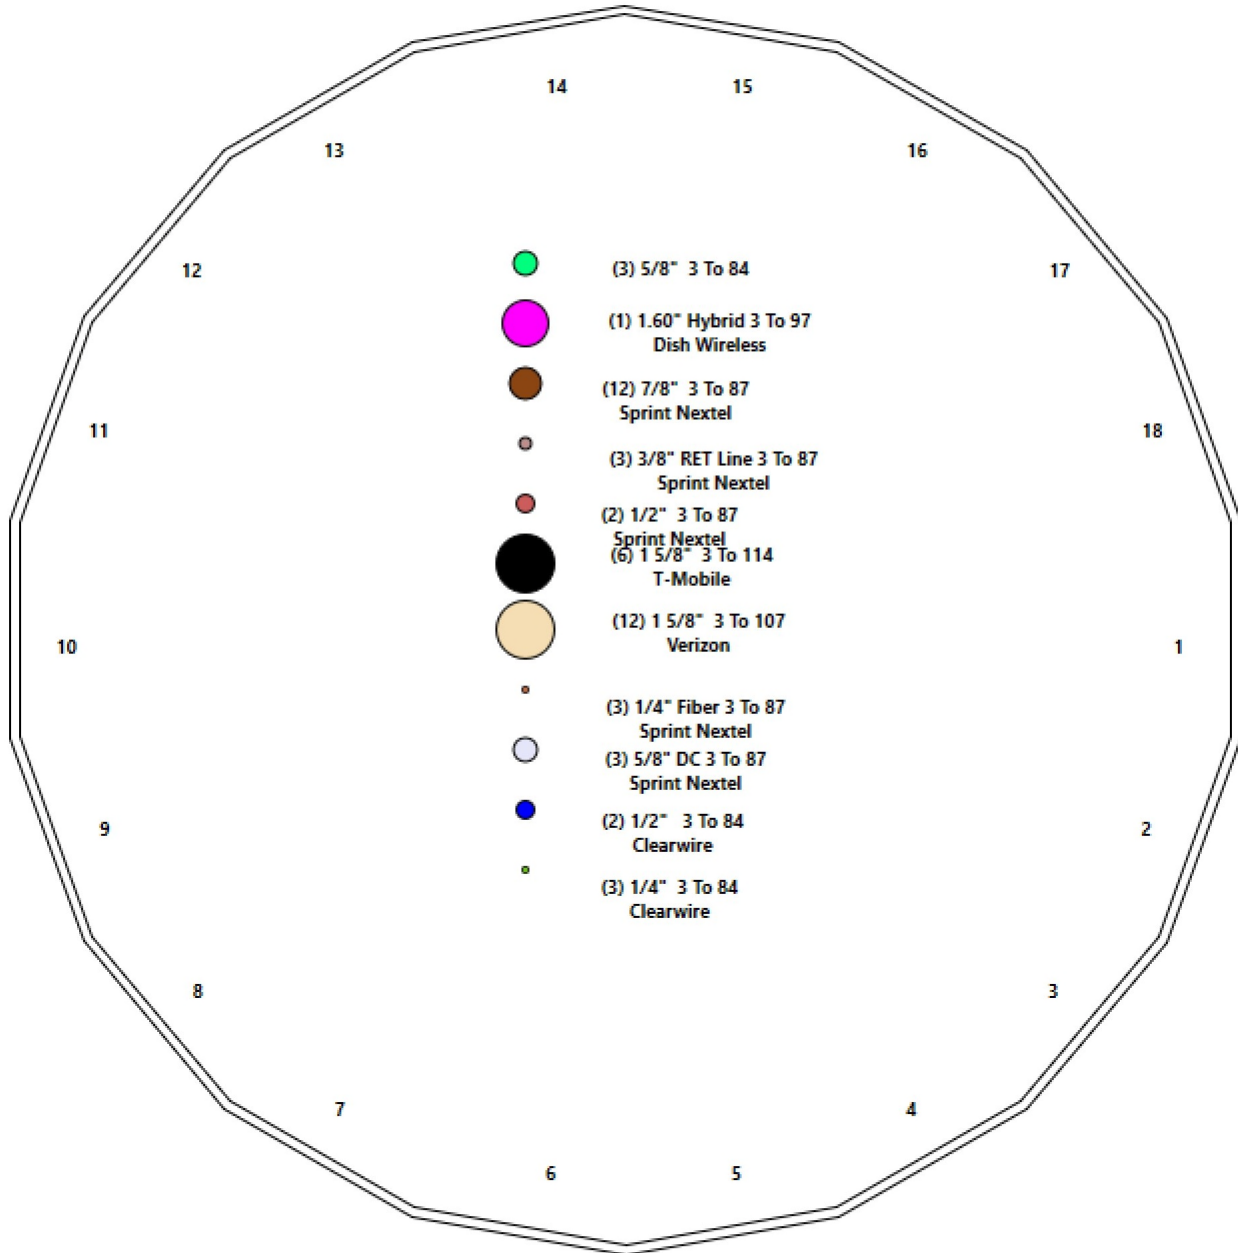 14
15
13
16
12
17
11
18
10
1
9
2
8
3
7
4
6
5
(3) 5/8"  3 To 84
(1) 1.60" Hybrid 3 To 97
Dish Wireless
(12) 7/8"  3 To 87
Sprint Nextel
(3) 3/8" RET Line 3 To 87
Sprint Nextel
(2) 1/2"  3 To 87
Sprint Nextel
(6) 1 5/8"  3 To 114
T-Mobile
(12) 1 5/8"  3 To 107
Verizon
(3) 1/4" Fiber 3 To 87
Sprint Nextel
(3) 5/8" DC 3 To 87
Sprint Nextel
(2) 1/2"   3 To 84
Clearwire
(3) 1/4"  3 To 84
Clearwire